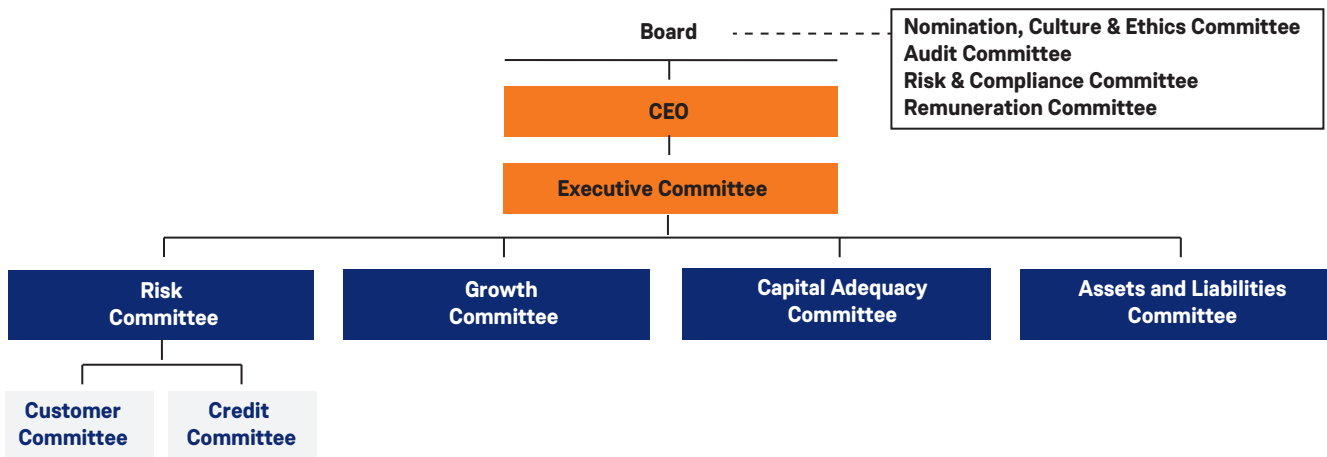 Board
Nomination, Culture & Ethics Committee
Audit Committee
Risk & Compliance Committee
Remuneration Committee
CEO
Executive Committee
Risk
Committee
Growth
Committee
Capital Adequacy
Committee
Assets and Liabilities
Committee
Customer
Committee
Credit
Committee